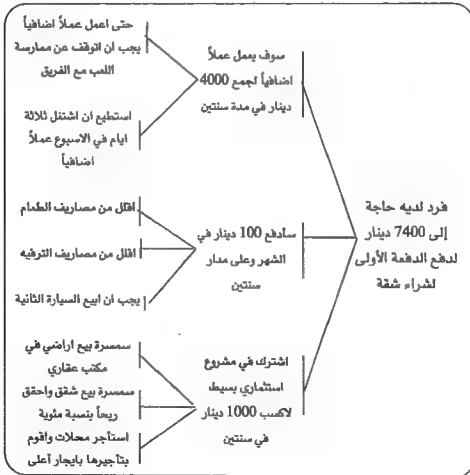 فرد لديه حاجة
إلى 7400 دينار
لدفع الدفعة الأولى
لشراء شقة
سوف يعمل عملاً
اضافياً لجمع 4000
دينار في مدة سنتين
حتى اعمل عملاً اضافياً
يجب ان اتوقف عن ممارسة
اللعب مع الفريق
استطيع ان اشتغل ثلاثة
ايام في الاسبوع عملاً
اضافياً
سأدفع 100 دينار في
الشهر وعلى مدار
سنتين
اقلل من مصاريف الطعام
اقلل من مصاريف الترفيه
يجب ان ابيع السيارة الثانية
اشترك في مشروع
استثماري بسيط
لاكسب 1000 دينار
في سنتين
سمسرة بيع اراضي في
مكتب عقاري
سمسرة بيع شقق واحقق
ربحاً بنسبة مئوية
استأجر محلات واقوم
بتأجيرها بايجار أعلى